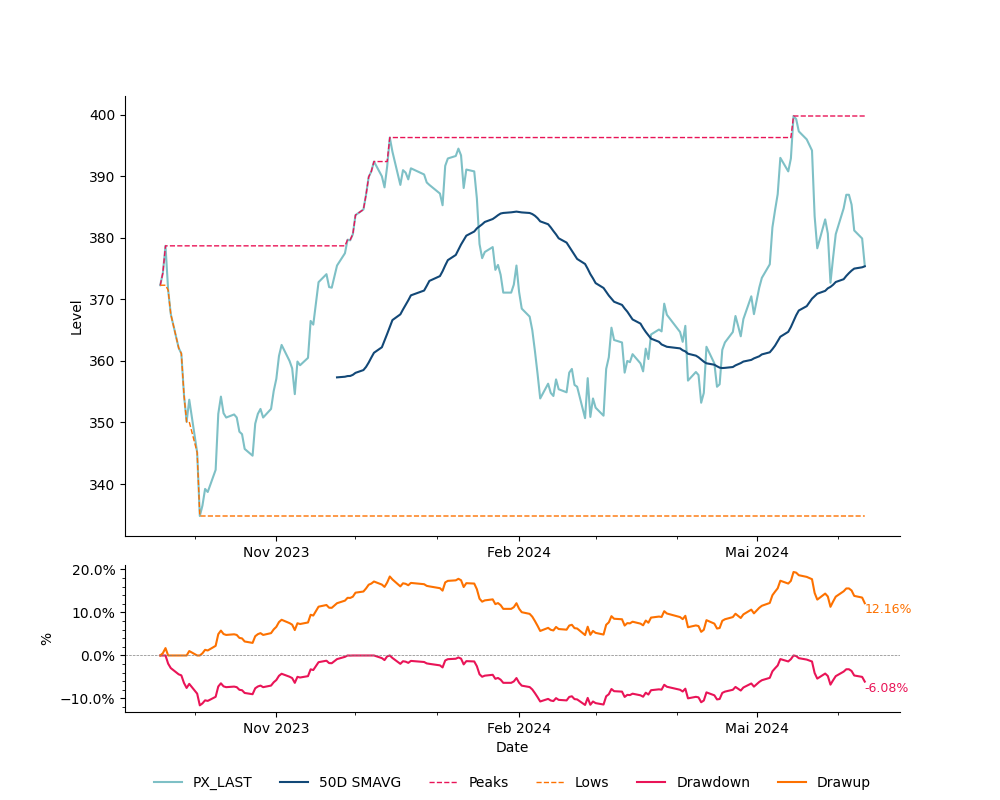 400
390
380
370
360
350
340
Level
Nov 2023 Feb 2024 Mai 2024
20.0%
10.0%
0.0%
−10.0%
%
12.16%
-6.08%
Nov 2023 Feb 2024 Mai 2024
Date
PX_LAST 50D SMAVG Peaks Lows Drawdown Drawup